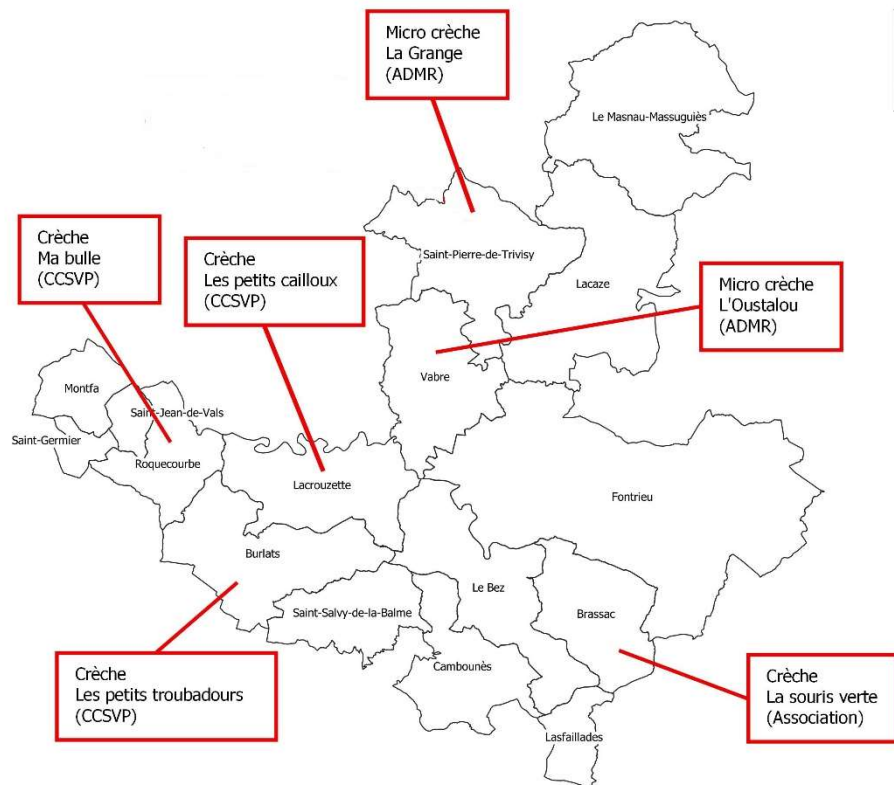 Micro crèche
La Grange
(ADMR)
Le Masnau-Massuguiès
Crèche
Ma bulle
(CCSVP)
Crèche
Les petits cailloux
(CCSVP)
Saint-Pierre-de-Trivisy
Lacaze
Micro crèche
L'Oustalou
(ADMR)
Vabre
Montfa
Saint-Jean-de-Vals
Saint-Germier
Roquecourbe
Lacrouzette
Fontrieu
Burlats
Le Bez
Saint-Salvy-de-la-Balme
Brassac
Cambounès
Crèche
Les petits troubadours
(CCSVP)
Crèche
La souris verte
(Association)
Lasfaillades